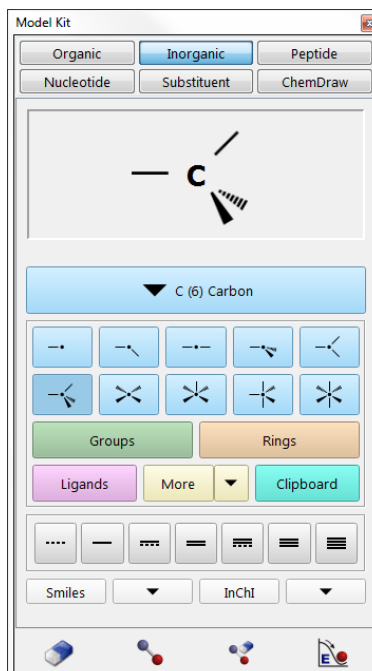 Model Kit
Organic Inorganic Peptide
Nucleotide Substituent ChemDraw
C
C (6) Carbon
Groups Rings
Ligands More Clipboard
Smiles InChI
E